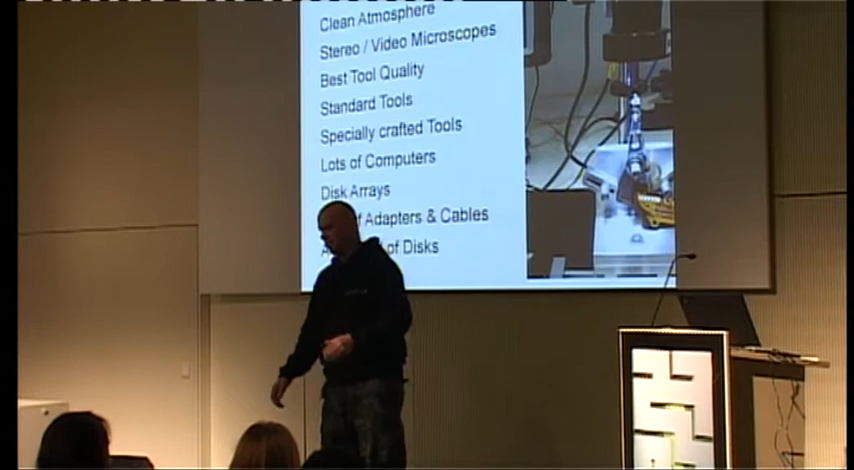 Clean Atmosphere
Stereo / Video Microscopes
Best Tool Quality
Standard Tools
Specially crafted Tools
Lots of Computers
Disk Arrays
Adapters & Cables
of Disks